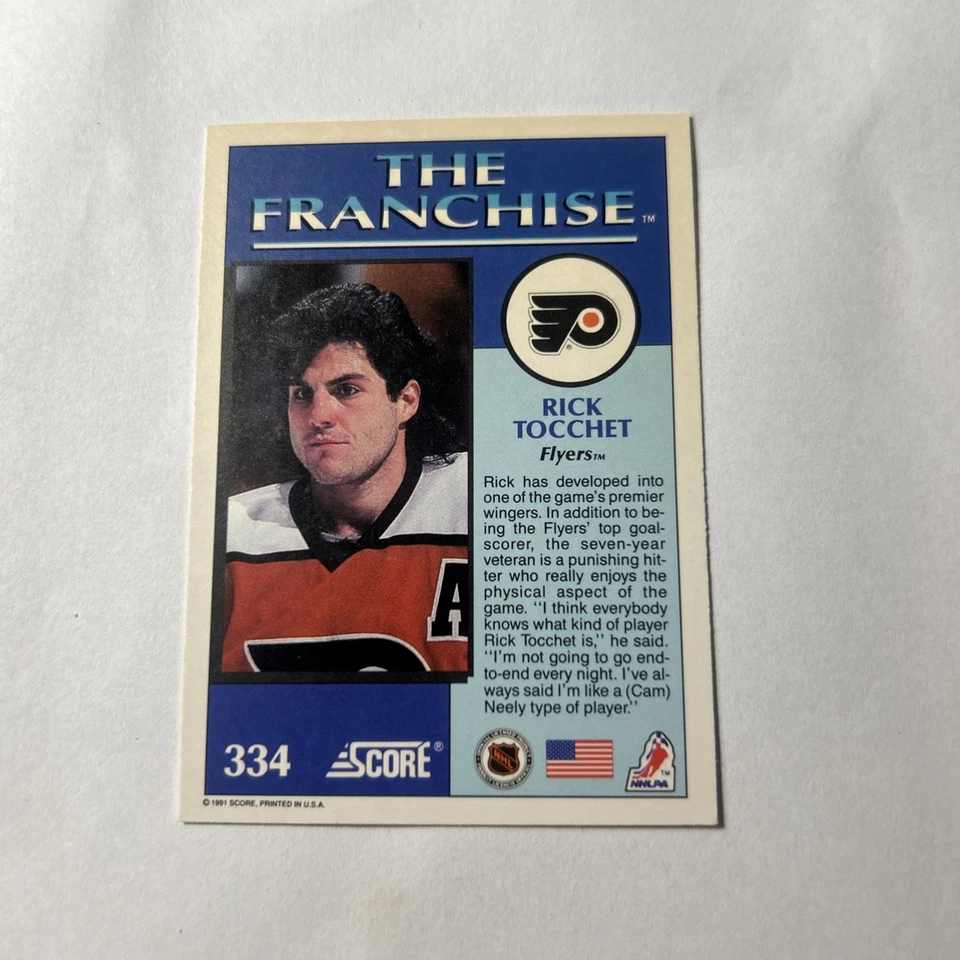 THE
FRANCHISE™
RICK
TOCCHET
Flyers™
Rick has developed into
one of the game's premier
wingers. In addition to be-
ing the Flyers' top goal-
scorer, the seven-year
veteran is a punishing hit-
ter who really enjoys the
physical aspect of the
game. "I think everybody
knows what kind of player
Rick Tocchet is," he said.
"I'm not going to go end-
to-end every night. I've al-
ways said I'm like a (Cam)
Neely type of player."
A
334
SCORE®
NHL
™
NHLPA
© 1991 SCORE, PRINTED IN U.S.A.